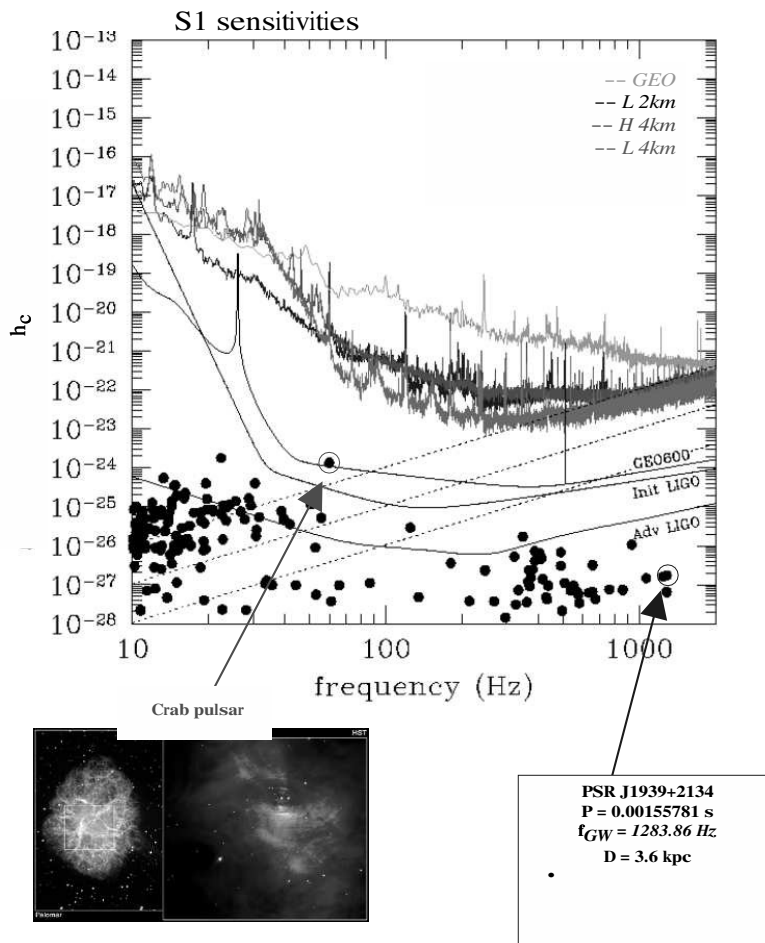 S1 sensitivities
10-13
10-14
10-15
10-16
10-17
10-18
10-19
10-20
10-21
10-22
10-23
10-24
10-25
10-26
10-27
10-28
hc
-- GEO
-- L 2km
-- H 4km
-- L 4km
GEO600
Init LIGO
Adv LIGO
10
100
1000
frequency (Hz)
Crab pulsar
HST
Palomar
PSR J1939+2134
P = 0.00155781 s
fGW = 1283.86 Hz
D = 3.6 kpc